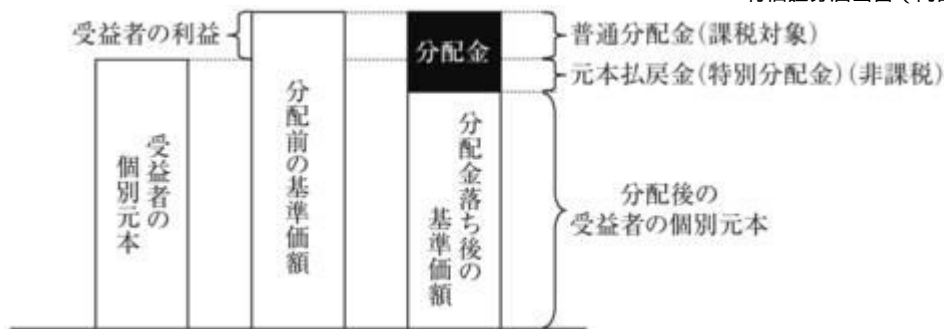 受益者の利益
分配金
普通分配金(課税対象)
元本払戻金(特別分配金)(非課税)
受益者の
個別元本
分配前の基準価額
分配金落ち後の
基準価額
分配後の
受益者の個別元本